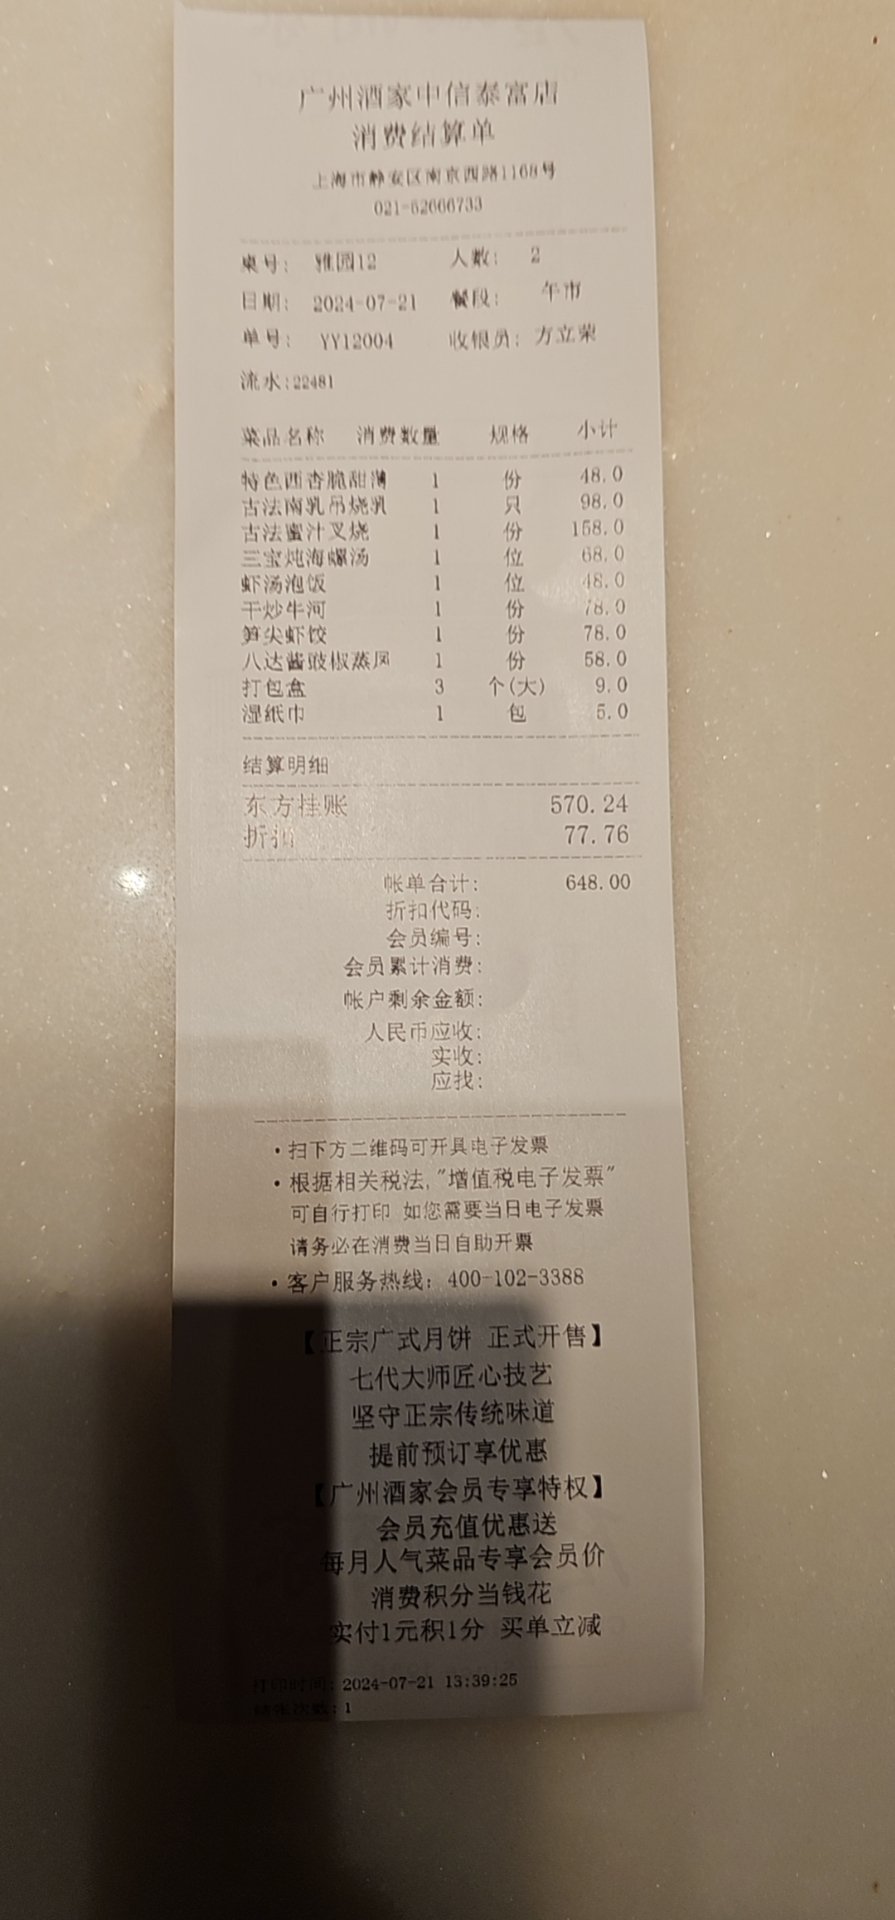 广州酒家中信泰富店
消费结算单
上海市静安区南京西路1168号
021-52666733
桌号: 雅园12 人数: 2
日期: 2024-07-21 餐段: 午市
单号: YY12004 收银员: 方立荣
流水:22481
菜品名称 消费数量 规格 小计
特色西杏脆甜薄 1 份 48.0
古法南乳吊烧乳 1 只 98.0
古法蜜汁叉烧 1 份 158.0
三宝炖海螺汤 1 位 68.0
虾汤泡饭 1 位 48.0
干炒牛河 1 份 78.0
笋尖虾饺 1 份 78.0
八达酱豉椒蒸凤 1 份 58.0
打包盒 3 个(大) 9.0
湿纸巾 1 包 5.0
结算明细
东方挂账 570.24
折扣 77.76
帐单合计: 648.00
折扣代码:
会员编号:
会员累计消费:
帐户剩余金额:
人民币应收:
实收:
应找:
·扫下方二维码可开具电子发票
·根据相关税法,"增值税电子发票"
可自行打印 如您需要当日电子发票
请务必在消费当日自助开票
·客户服务热线: 400-102-3388
【正宗广式月饼 正式开售】
七代大师匠心技艺
坚守正宗传统味道
提前预订享优惠
【广州酒家会员专享特权】
会员充值优惠送
每月人气菜品专享会员价
消费积分当钱花
实付1元积1分 买单立减
打印时间: 2024-07-21 13:39:25
结账次数: 1